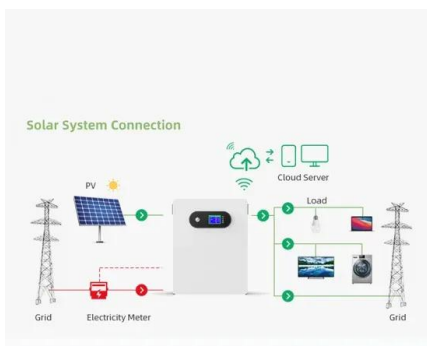 Solar System Connection
Cloud Server
PV
Load
Grid
Electricity Meter
Grid